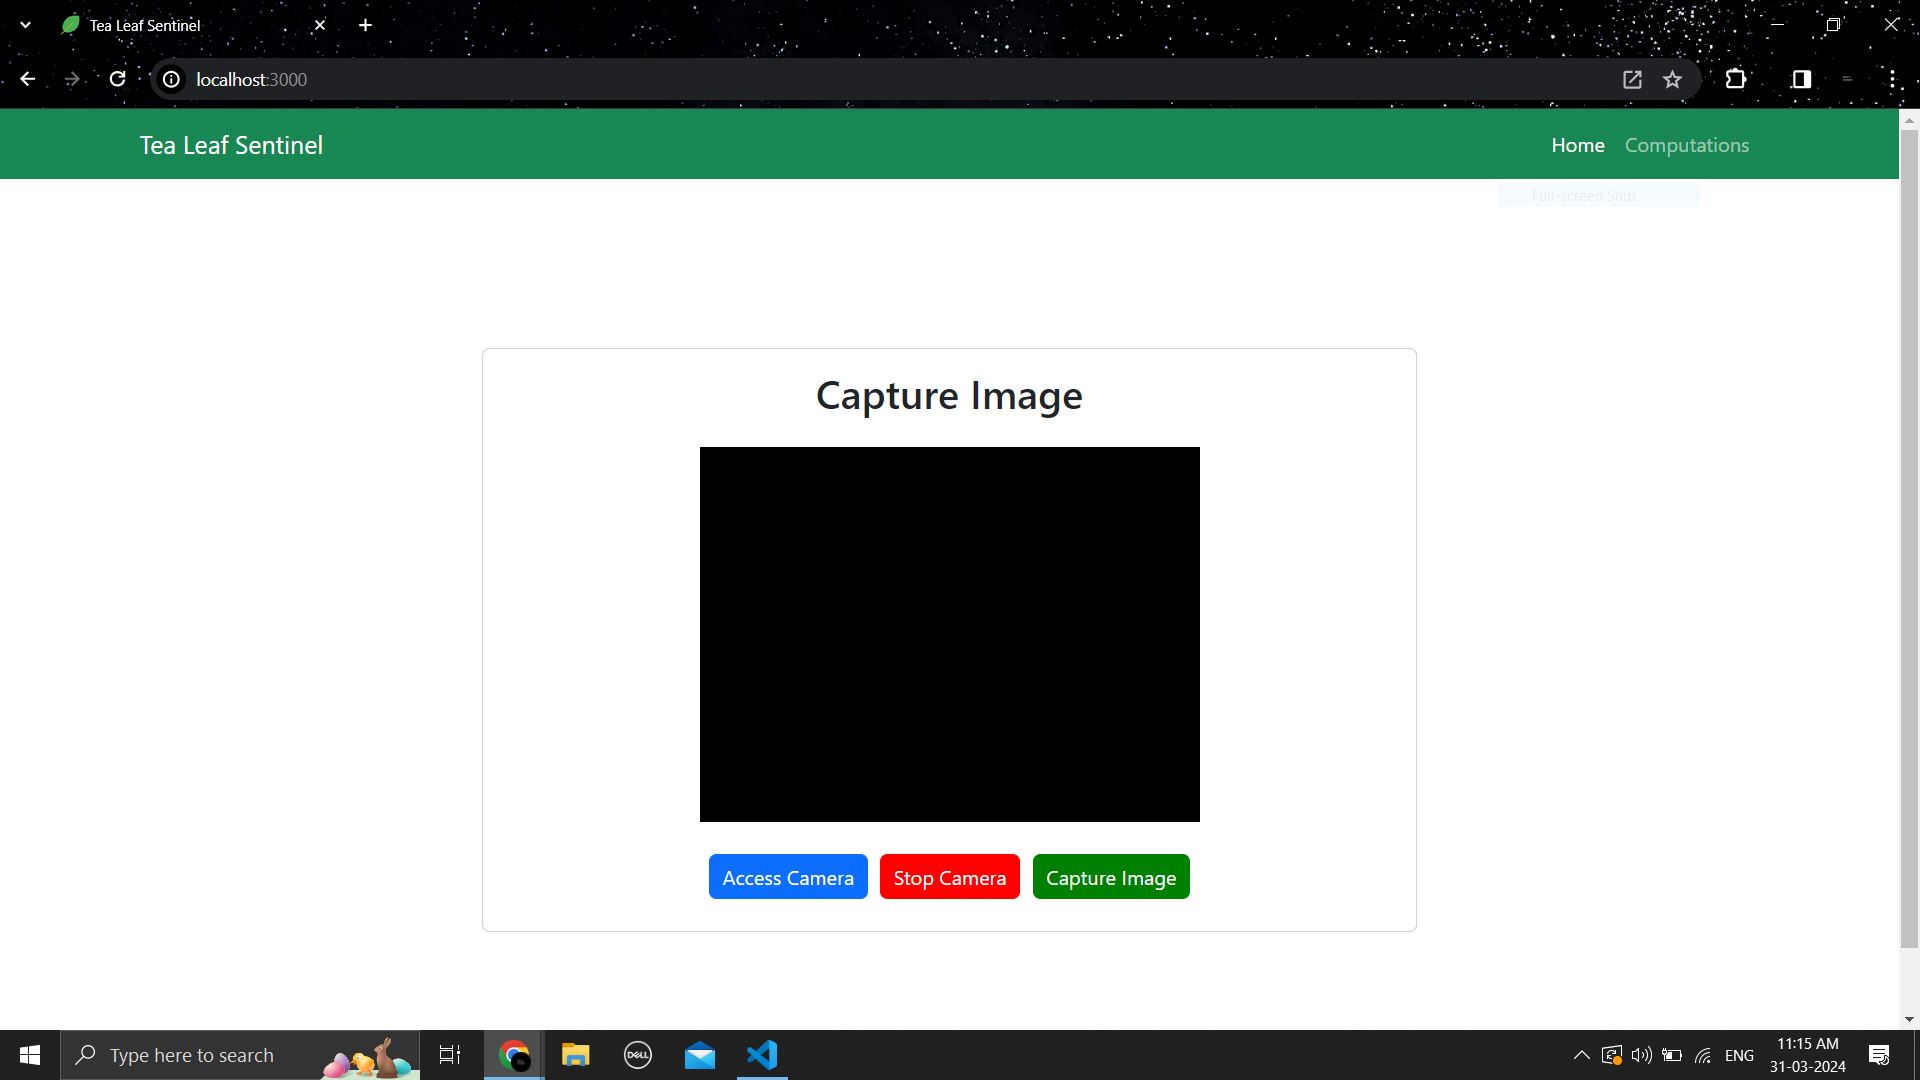 Tea Leaf Sentinel
localhost:3000
Tea Leaf Sentinel
Home Computations
Full-screen Snip
Capture Image
Access Camera Stop Camera Capture Image
Type here to search
DELL
ENG
11:15 AM
31-03-2024